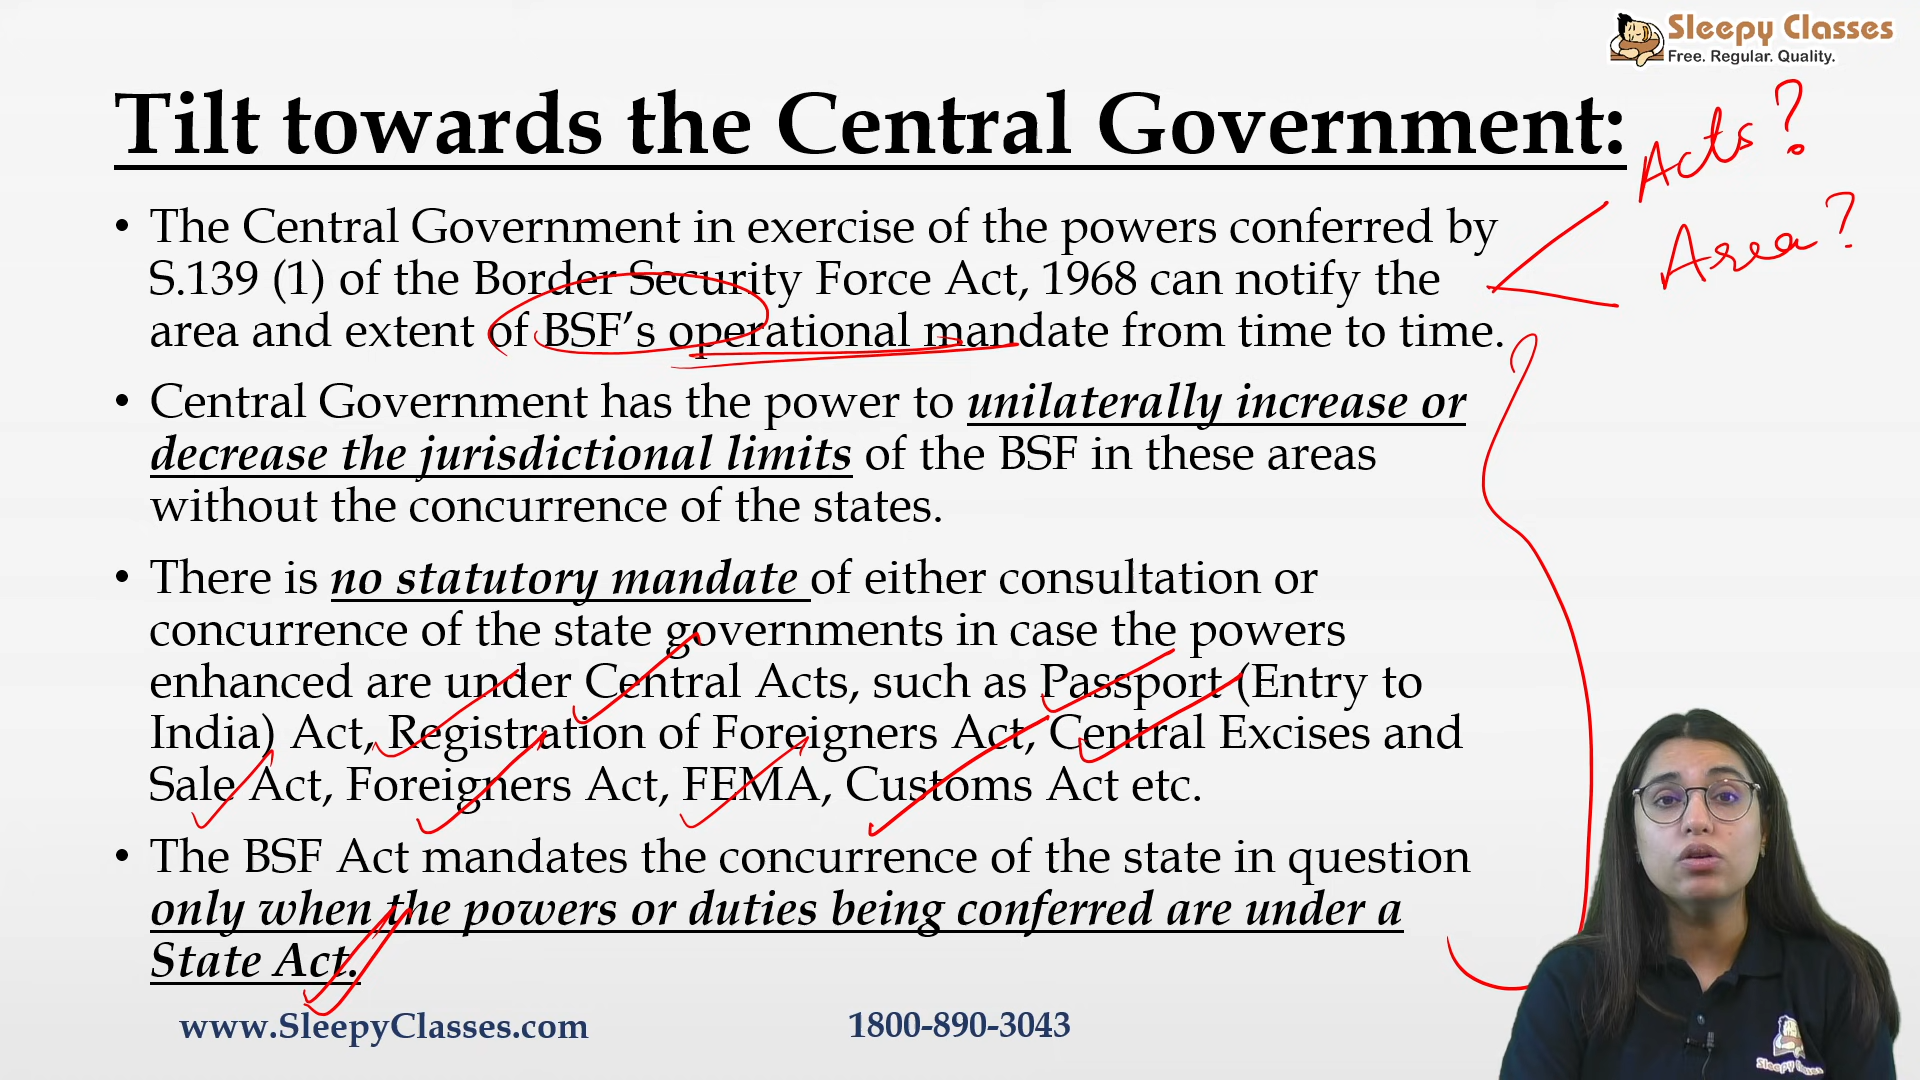 Sleepy Classes
Free. Regular. Quality.
Tilt towards the Central Government:
Acts?
Area?
• The Central Government in exercise of the powers conferred by
S.139 (1) of the Border Security Force Act, 1968 can notify the
area and extent of BSF’s operational mandate from time to time.
• Central Government has the power to unilaterally increase or
decrease the jurisdictional limits of the BSF in these areas
without the concurrence of the states.
• There is no statutory mandate of either consultation or
concurrence of the state governments in case the powers
enhanced are under Central Acts, such as Passport (Entry to
India) Act, Registration of Foreigners Act, Central Excises and
Sale Act, Foreigners Act, FEMA, Customs Act etc.
• The BSF Act mandates the concurrence of the state in question
only when the powers or duties being conferred are under a
State Act.
www.SleepyClasses.com
1800-890-3043
Sleepy Classes